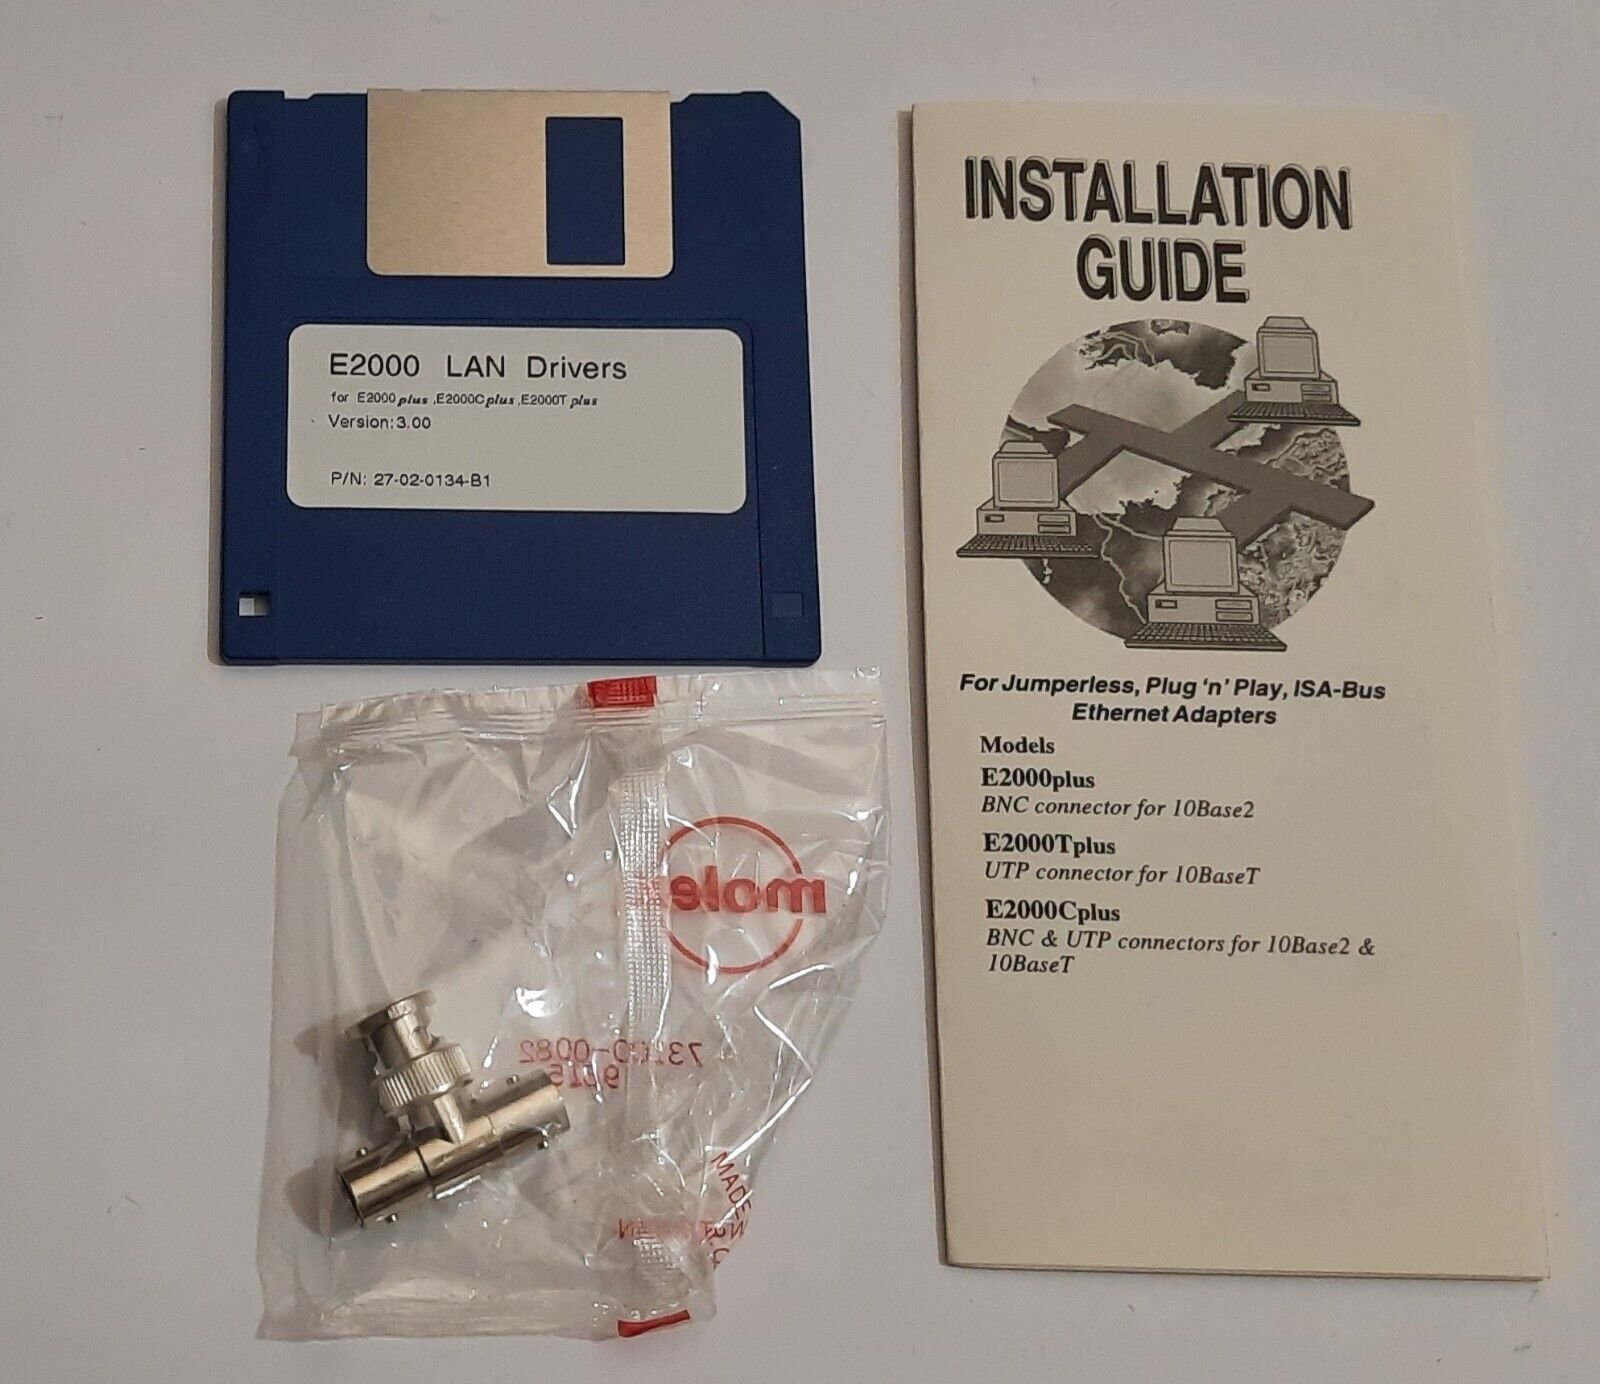 E2000 LAN Drivers
for E2000plus ,E2000Cplus ,E2000T plus
Version: 3.00
P/N: 27-02-0134-B1
INSTALLATION
GUIDE
For Jumperless, Plug 'n' Play, ISA-Bus
Ethernet Adapters
Models
E2000plus
BNC connector for 10Base2
E2000Tplus
UTP connector for 10BaseT
E2000Cplus
BNC & UTP connectors for 10Base2 &
10BaseT
molex
MADE